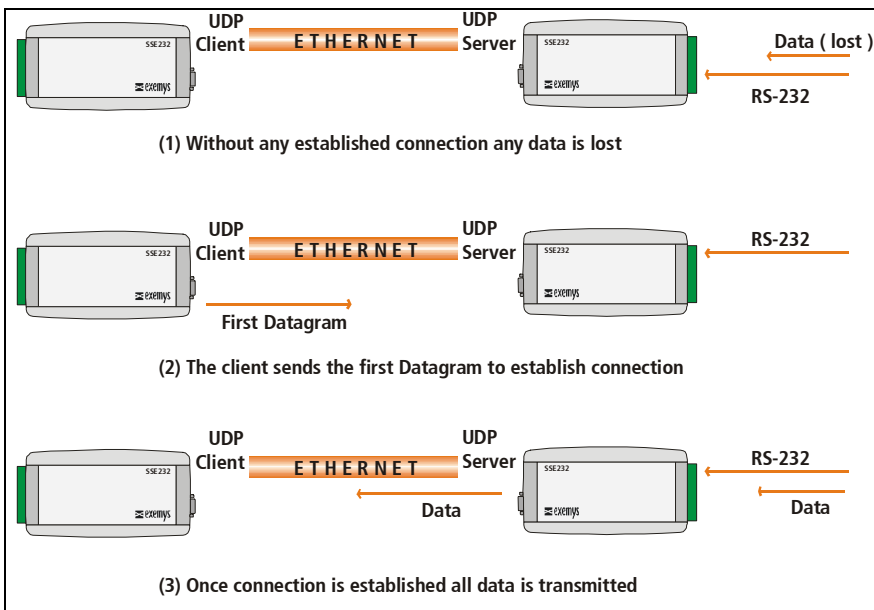 UDP Client
ETHERNET
UDP Server
SSE232
exemys
SSE232
exemys
Data ( lost )
RS-232
(1) Without any established connection any data is lost
UDP Client
ETHERNET
UDP Server
SSE232
exemys
SSE232
exemys
RS-232
First Datagram
(2) The client sends the first Datagram to establish connection
UDP Client
ETHERNET
UDP Server
SSE232
exemys
SSE232
exemys
RS-232
Data
Data
(3) Once connection is established all data is transmitted